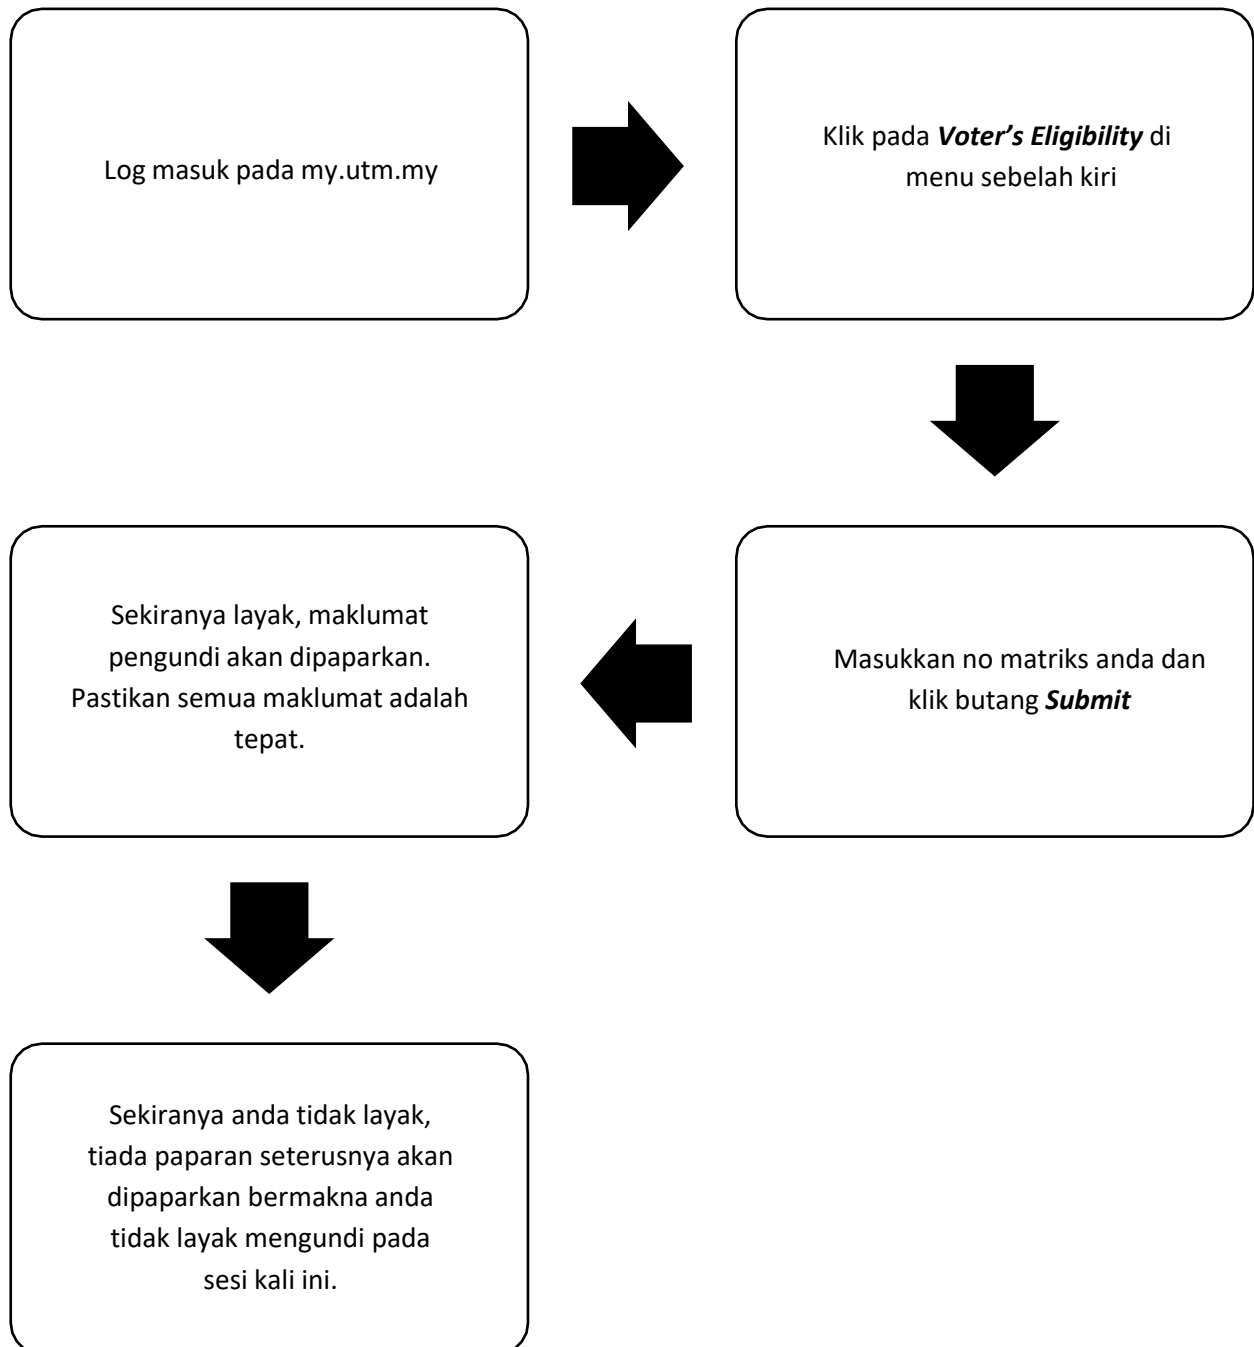 Log masuk pada my.utm.my
Klik pada Voter’s Eligibility di
menu sebelah kiri
Masukkan no matriks anda dan
klik butang Submit
Sekiranya layak, maklumat
pengundi akan dipaparkan.
Pastikan semua maklumat adalah
tepat.
Sekiranya anda tidak layak,
tiada paparan seterusnya akan
dipaparkan bermakna anda
tidak layak mengundi pada
sesi kali ini.